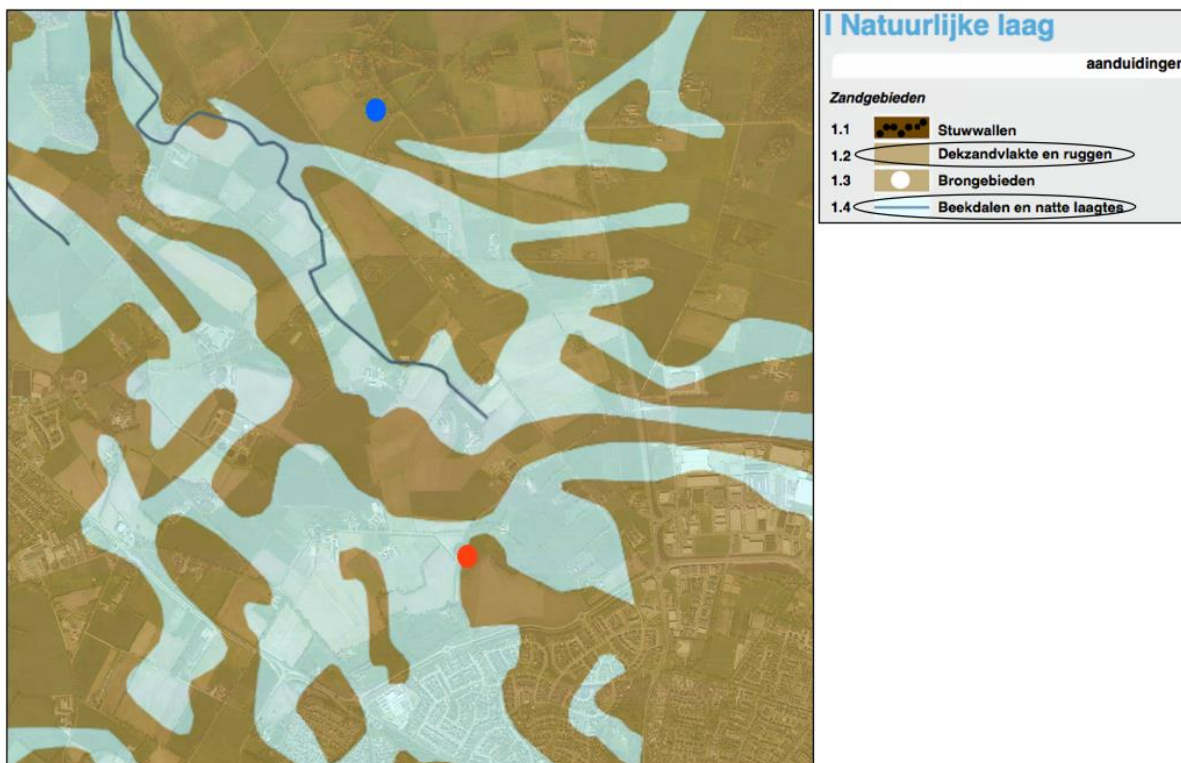 I Natuurlijke laag
aanduidingen
Zandgebieden
1.1 Stuwwallen
1.2 Dekzandvlakte en ruggen
1.3 Brongebieden
1.4 Beekdalen en natte laagtes